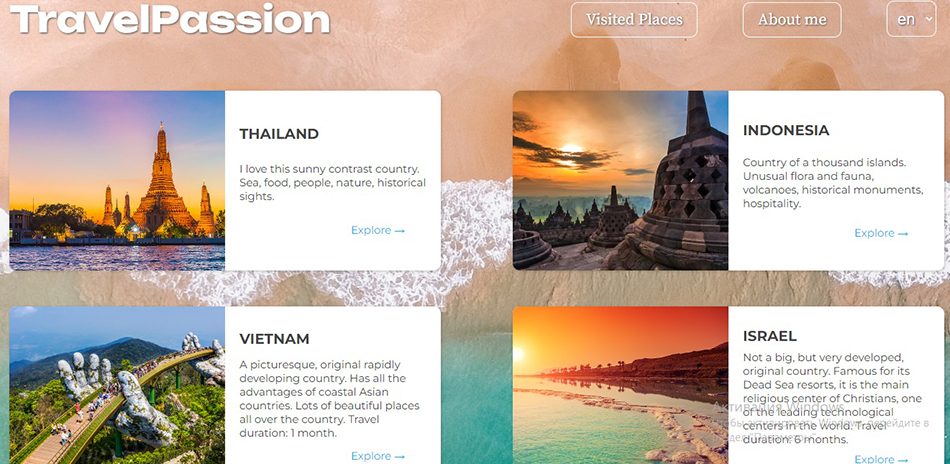 TravelPassion
Visited Places
About me
en
THAILAND
I love this sunny contrast country.
Sea, food, people, nature, historical
sights.
Explore →
INDONESIA
Country of a thousand islands.
Unusual flora and fauna,
volcanoes, historical monuments,
hospitality.
Explore →
VIETNAM
A picturesque, original rapidly
developing country. Has all the
advantages of coastal Asian
countries. Lots of beautiful places
all over the country. Travel
duration: 1 month.
Explore →
ISRAEL
Not a big, but very developed,
original country. Famous for its
Dead Sea resorts, it is the main
religious center of Christians, one
of the leading technological
centers in the world. Travel
duration: 6 months.
Explore →
Активация Windows